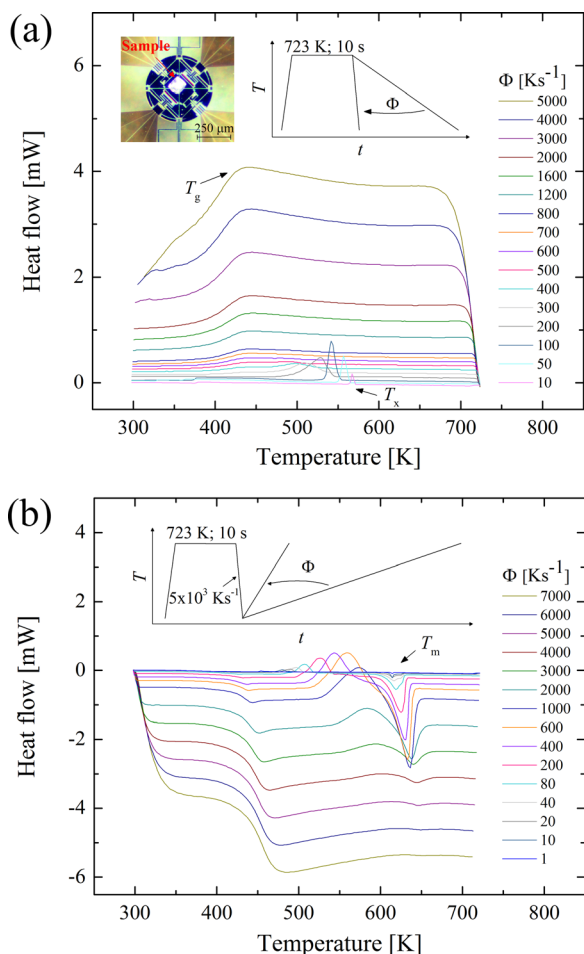 (a)
Sample
250 μm
723 K; 10 s
T
Φ
t
Φ [Ks⁻¹]
5000
4000
3000
2000
1600
1200
800
700
600
500
400
300
200
100
50
10
Tg
Tx
Heat flow [mW]
6
4
2
0
300 400 500 600 700 800
Temperature [K]
(b)
723 K; 10 s
T
5x10³ Ks⁻¹
Φ
t
Tm
Φ [Ks⁻¹]
7000
6000
5000
4000
3000
2000
1000
600
400
200
80
40
20
10
1
Heat flow [mW]
4
2
0
-2
-4
-6
300 400 500 600 700 800
Temperature [K]